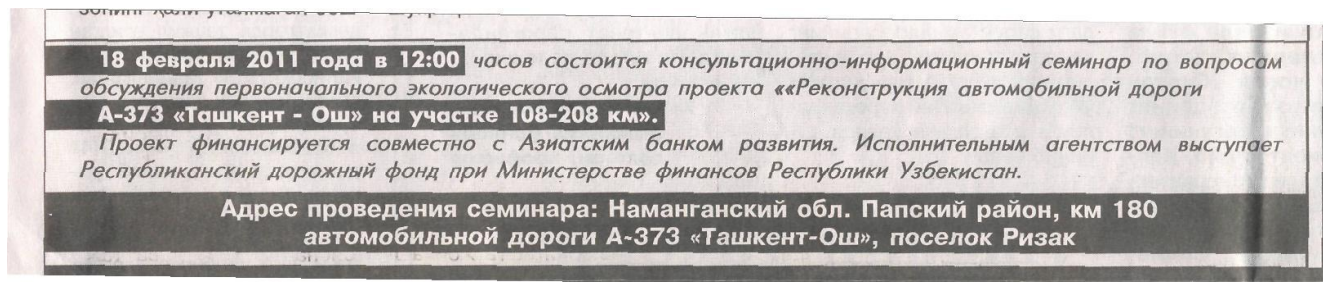 18 февраля 2011 года в 12:00 часов состоится консультационно-информационный семинар по вопросам
обсуждения первоначального экологического осмотра проекта ««Реконструкция автомобильной дороги
А-373 «Ташкент - Ош» на участке 108-208 км».
Проект финансируется совместно с Азиатским банком развития. Исполнительным агентством выступает
Республиканский дорожный фонд при Министерстве финансов Республики Узбекистан.
Адрес проведения семинара: Наманганский обл. Папский район, км 180
автомобильной дороги А-373 «Ташкент-Ош», поселок Ризак